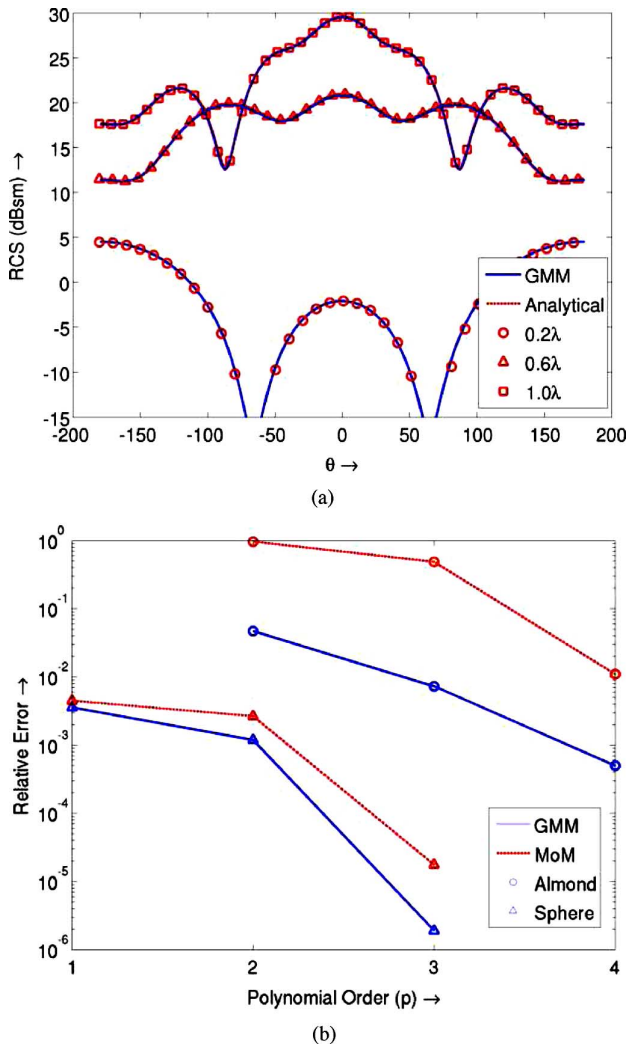 30
25
20
15
10
5
0
-5
-10
-15
RCS (dBsm) →
GMM
Analytical
0.2λ
0.6λ
1.0λ
-200 -150 -100 -50 0 50 100 150 200
θ →
(a)
10^0
10^-1
10^-2
10^-3
10^-4
10^-5
10^-6
Relative Error →
GMM
MoM
Almond
Sphere
1 2 3 4
Polynomial Order (p) →
(b)